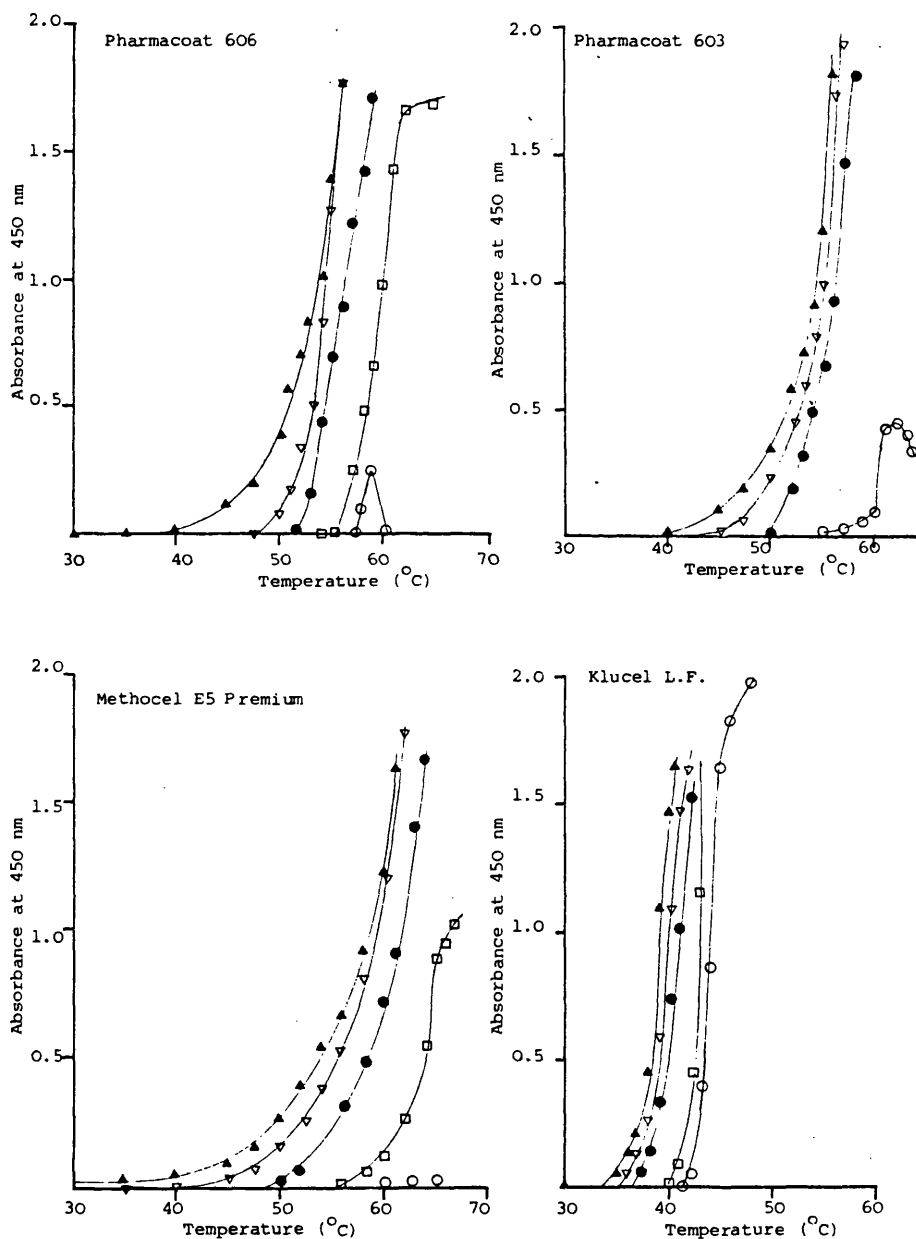 Pharmacoat 606
2.0
1.5
1.0
0.5
Absorbance at 450 nm
30 40 50 60 70
Temperature (°C)
Pharmacoat 603
2.0
1.5
1.0
0.5
Absorbance at 450 nm
30 40 50 60
Temperature (°C)
Methocel E5 Premium
2.0
1.5
1.0
0.5
Absorbance at 450 nm
30 40 50 60 70
Temperature (°C)
Klucel L.F.
2.0
1.5
1.0
0.5
Absorbance at 450 nm
30 40 50 60
Temperature (°C)